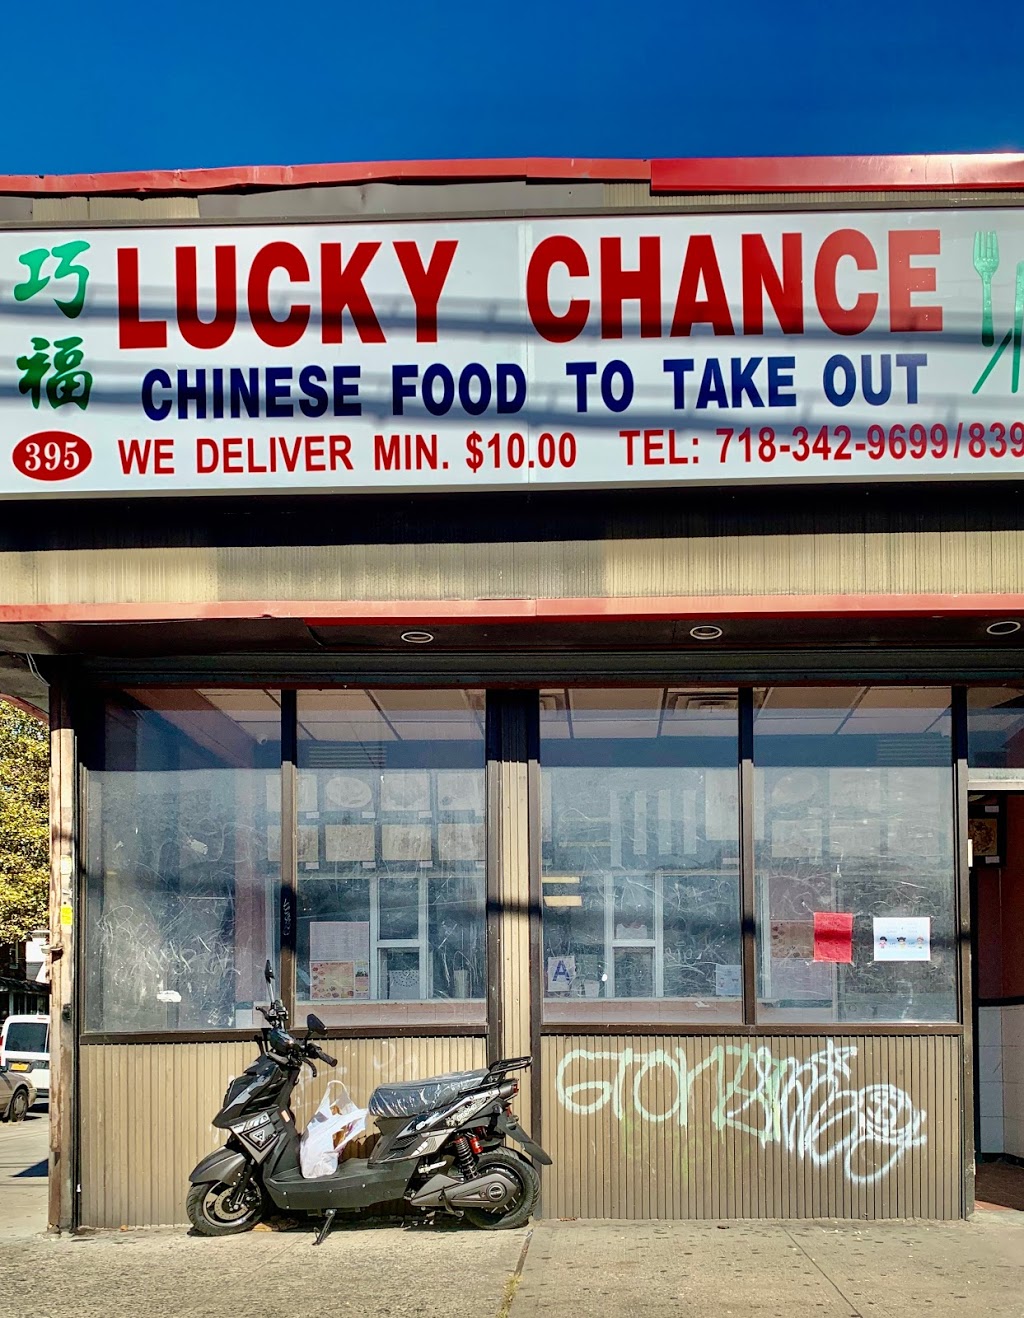 巧福
LUCKY CHANCE
CHINESE FOOD TO TAKE OUT
395 WE DELIVER MIN. $10.00 TEL: 718-342-9699/839
A